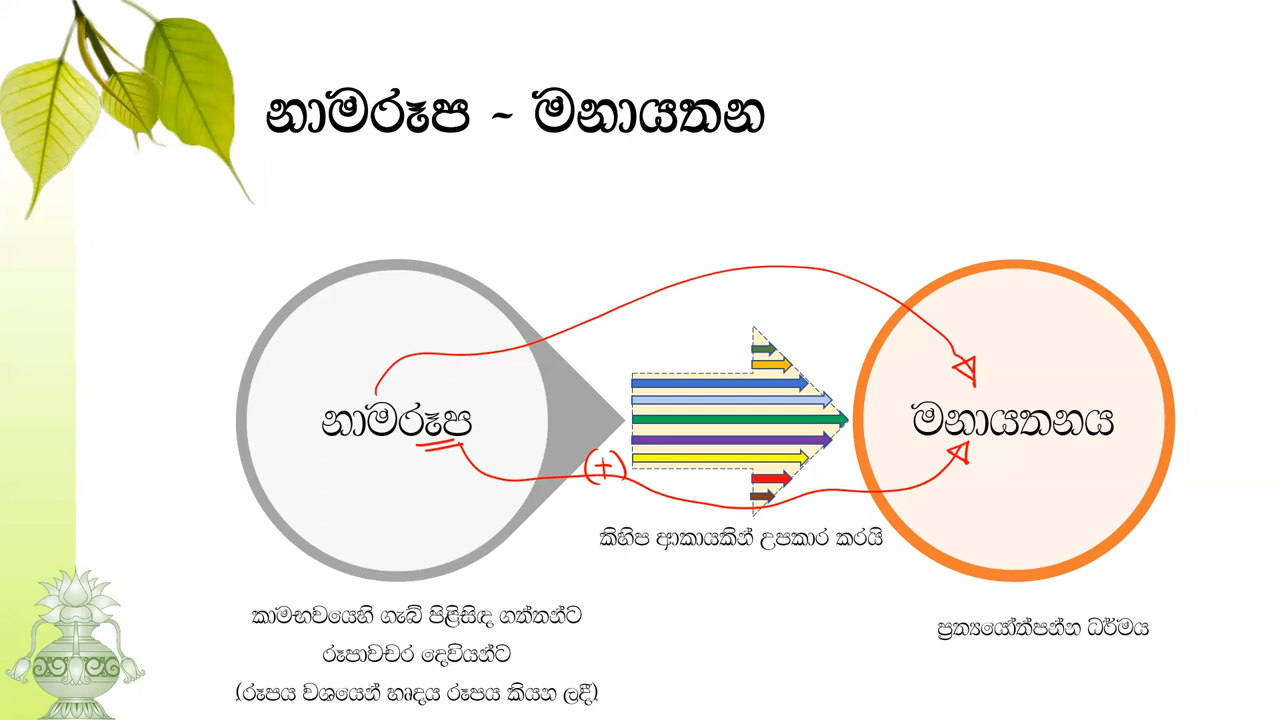 නාමරූප ~ මනායතන
නාමරූප
මනායතනය
+
කිහිප ආකායකින් උපකාර කරයි
කාමභවයෙහි ගැබ් පිළිසිඳ ගත්තන්ට
රූපාවචර දෙවියන්ට
(රූපය වශයෙන් හෘදය රූපය කියන ලදී)
ප්‍රත්‍යයෝත්පන්න ධර්මය